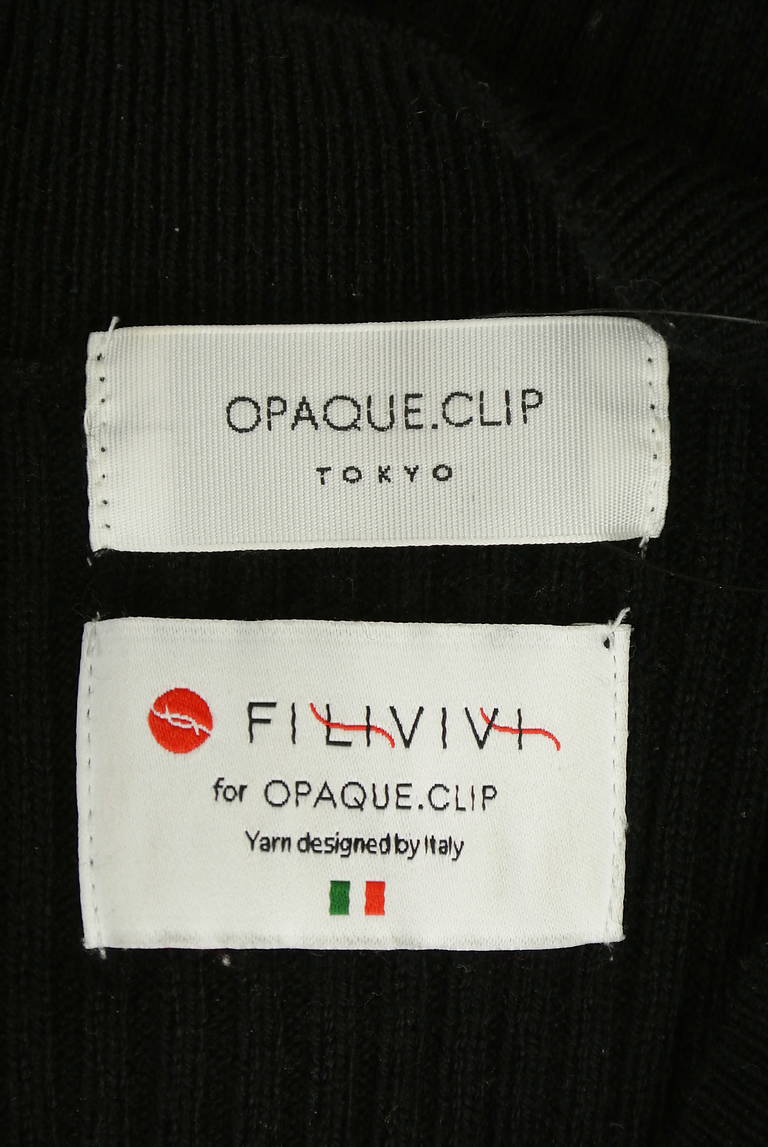 OPAQUE.CLIP
TOKYO
FILIVIVI
for OPAQUE.CLIP
Yarn designed by Italy